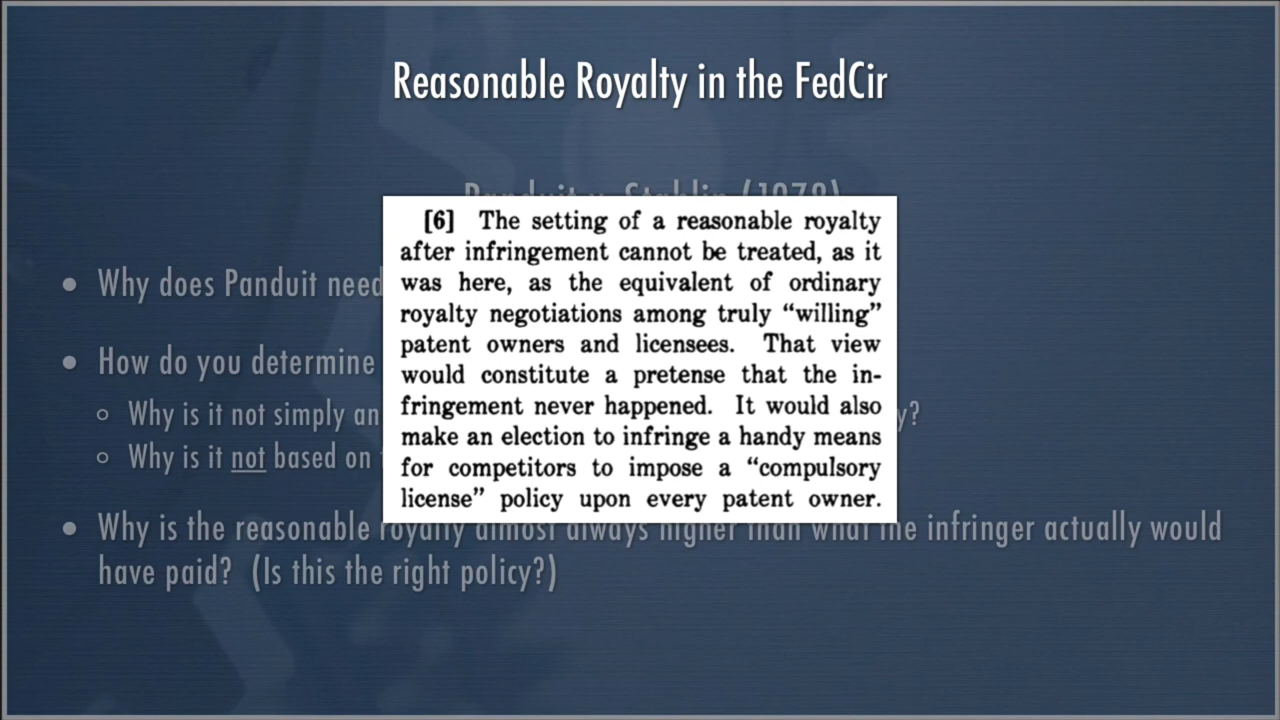 Reasonable Royalty in the FedCir
Panduit v. Stahlin (1978)
• Why does Panduit need
• How do you determine
○ Why is it not simply an
○ Why is it not based on
• Why is the reasonable royalty almost always higher than what the infringer actually would
have paid? (Is this the right policy?)
[6] The setting of a reasonable royalty
after infringement cannot be treated, as it
was here, as the equivalent of ordinary
royalty negotiations among truly “willing”
patent owners and licensees. That view
would constitute a pretense that the in-
fringement never happened. It would also
make an election to infringe a handy means
for competitors to impose a “compulsory
license” policy upon every patent owner.